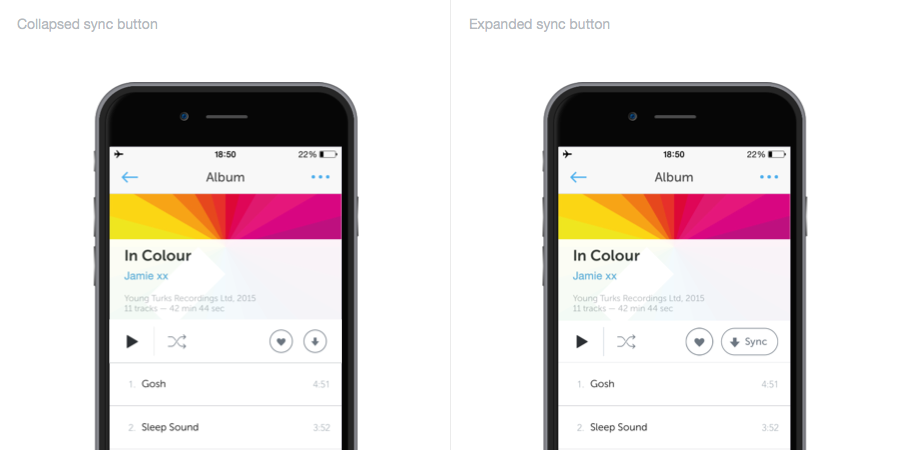 Collapsed sync button
18:50
22%
Album
In Colour
Jamie xx
Young Turks Recordings Ltd, 2015
11 tracks — 42 min 44 sec
1. Gosh 4:51
2. Sleep Sound 3:52
Expanded sync button
18:50
22%
Album
In Colour
Jamie xx
Young Turks Recordings Ltd, 2015
11 tracks — 42 min 44 sec
Sync
1. Gosh 4:51
2. Sleep Sound 3:52